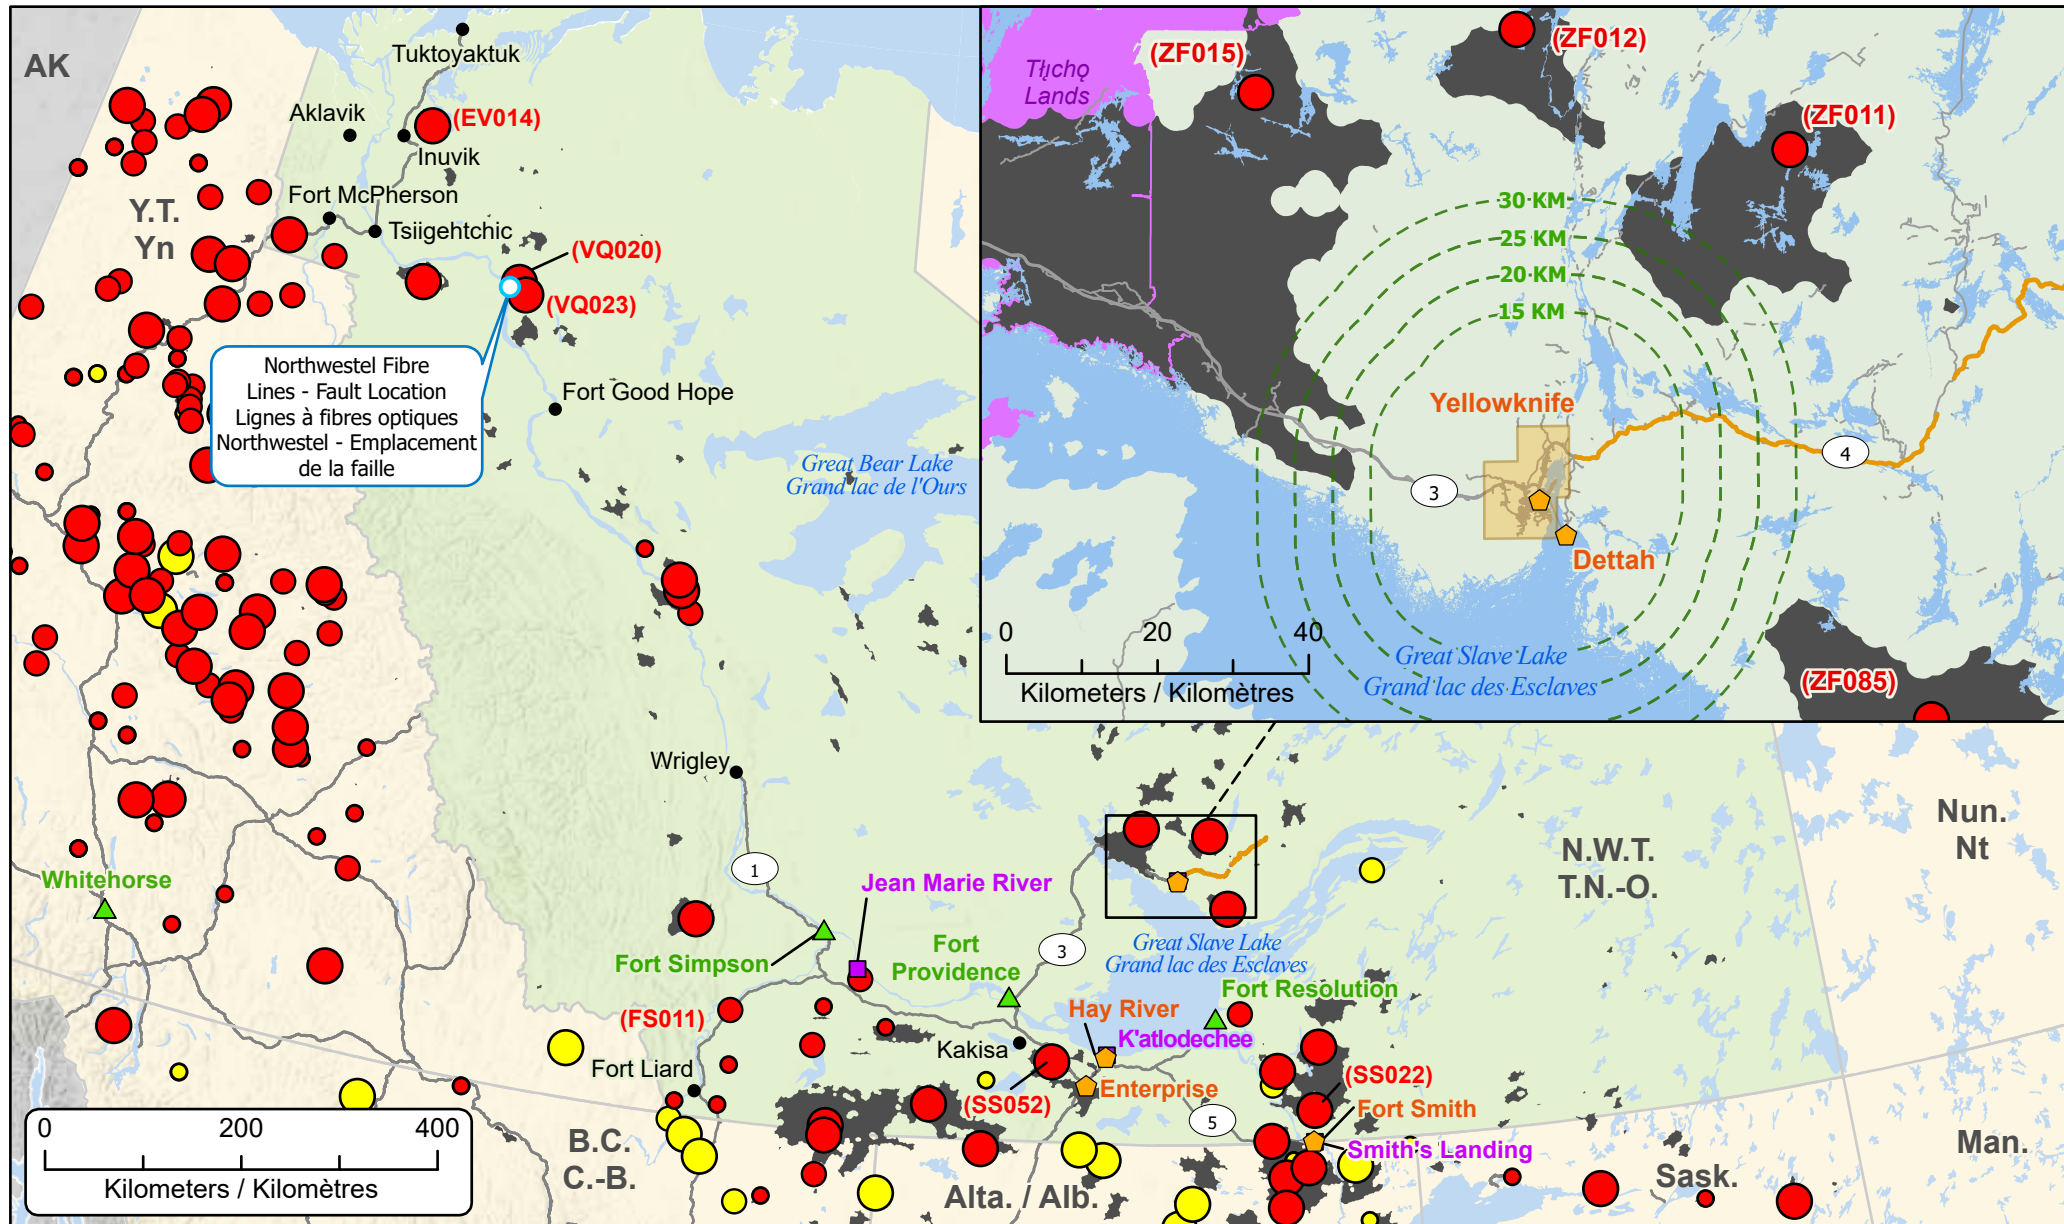 AK
Tuktoyaktuk
Aklavik
(EV014)
Inuvik
Fort McPherson
Y.T.
Yn
Tsiigehtchic
(VQ020)
(VQ023)
Northwestel Fibre
Lines - Fault Location
Lignes à fibres optiques
Northwestel - Emplacement
de la faille
Fort Good Hope
Great Bear Lake
Grand lac de l'Ours
Wrigley
Whitehorse
1
Jean Marie River
Fort Simpson
Fort
Providence
3
Great Slave Lake
Grand lac des Esclaves
Fort Resolution
(FS011)
Hay River
K'atlodechee
Kakisa
Fort Liard
Enterprise
(SS052)
(SS022)
Fort Smith
5
Smith's Landing
B.C.
C.-B.
Alta. / Alb.
Sask.
Man.
N.W.T.
T.N.-O.
Nun.
Nt
0 200 400
Kilometers / Kilomètres
Tłı̨chǫ
Lands
(ZF015)
(ZF012)
(ZF011)
30 KM
25 KM
20 KM
15 KM
Yellowknife
4
3
Dettah
0 20 40
Kilometers / Kilomètres
Great Slave Lake
Grand lac des Esclaves
(ZF085)